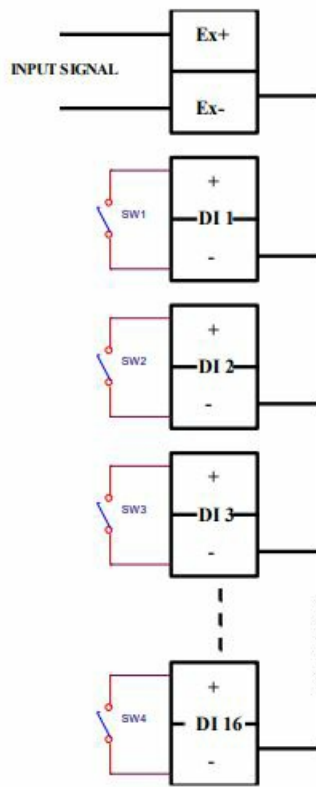 Ex+
INPUT SIGNAL
Ex-
+
SW1
DI 1
-
+
SW2
DI 2
-
+
SW3
DI 3
-
+
SW4
DI 16
-